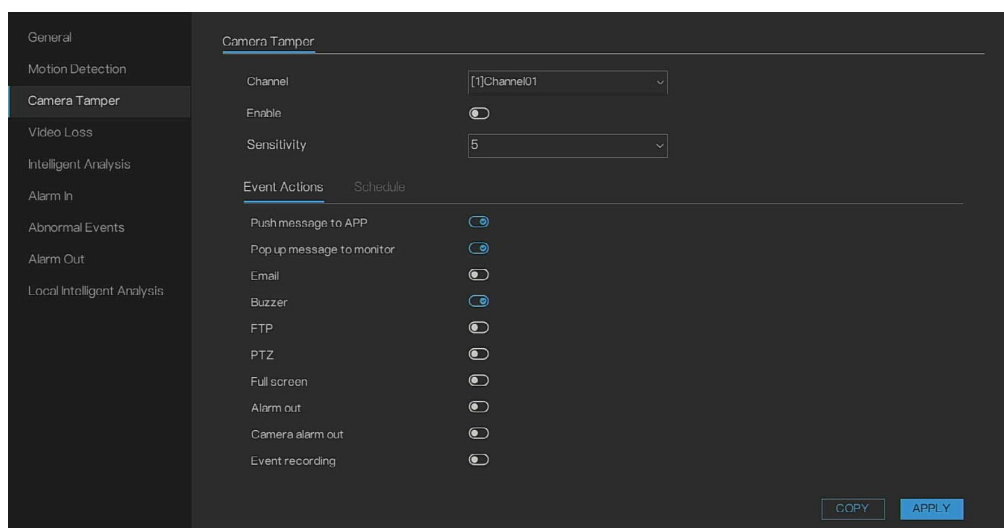 General
Motion Detection
Camera Tamper
Video Loss
Intelligent Analysis
Alarm In
Abnormal Events
Alarm Out
Local Intelligent Analysis
Camera Tamper
Channel [1]Channel01
Enable
Sensitivity 5
Event Actions Schedule
Push message to APP
Pop up message to monitor
Email
Buzzer
FTP
PTZ
Full screen
Alarm out
Camera alarm out
Event recording
COPY APPLY